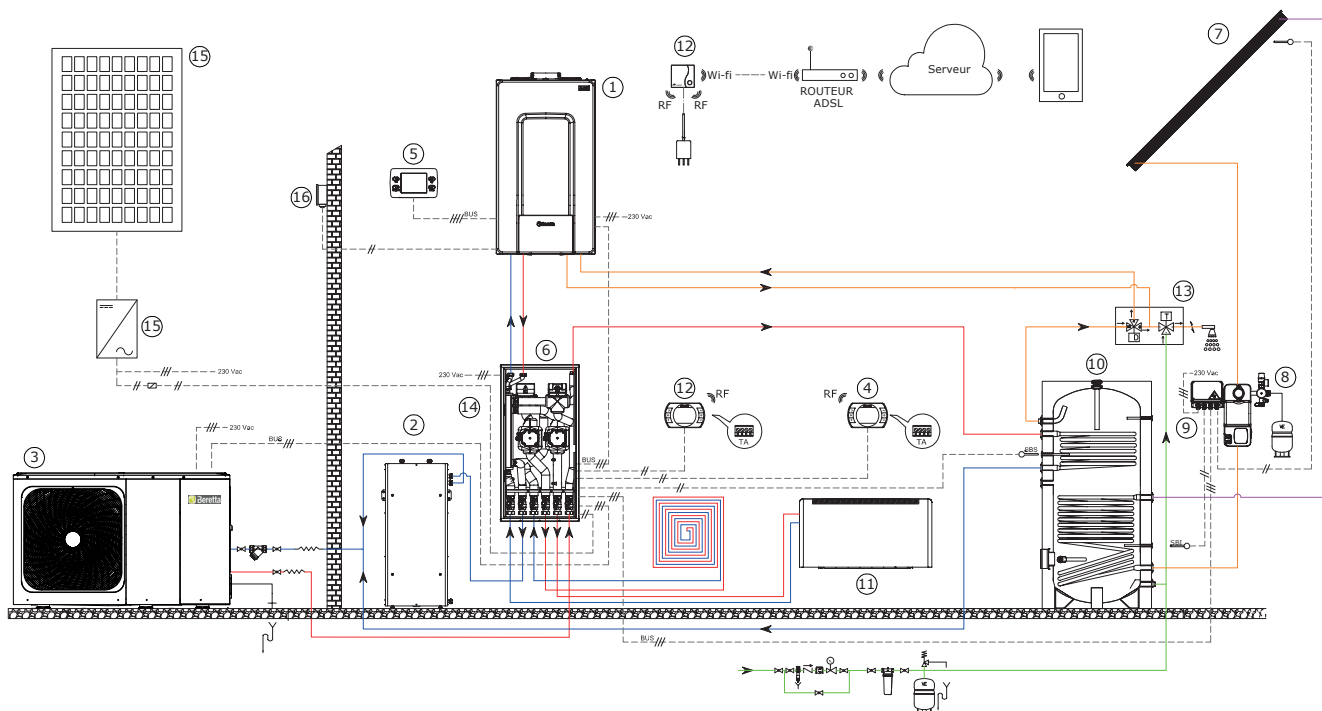 15
12
Wi-fi
Wi-fi
ROUTEUR
ADSL
Serveur
7
RF
RF
1
5
BUS
230 Vac
16
15
230 Vac
13
T
D
6
230 Vac
14
12
RF
TA
RF
4
TA
10
230 Vac
8
9
2
3
230 Vac
BUS
BUS
SBS
Beretta
SBI
11
BUS
VE
VE